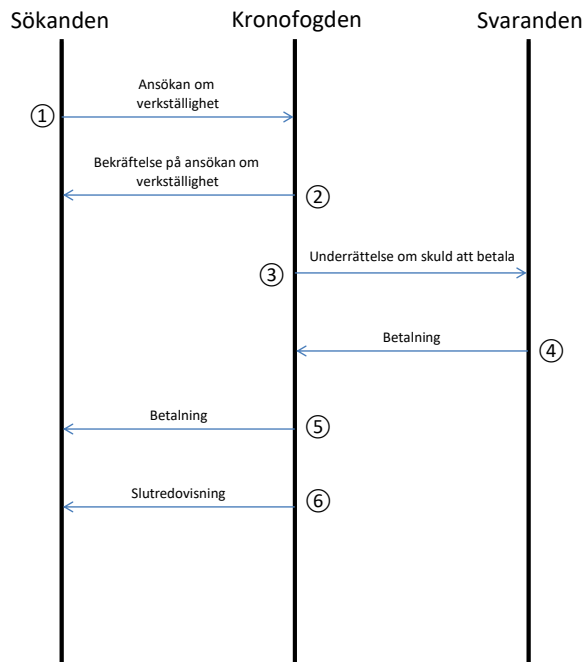 Sökanden Kronofogden Svaranden
Ansökan om
verkställighet
①
Bekräftelse på ansökan om
verkställighet
②
Underrättelse om skuld att betala
③
Betalning
④
Betalning
⑤
Slutredovisning
⑥